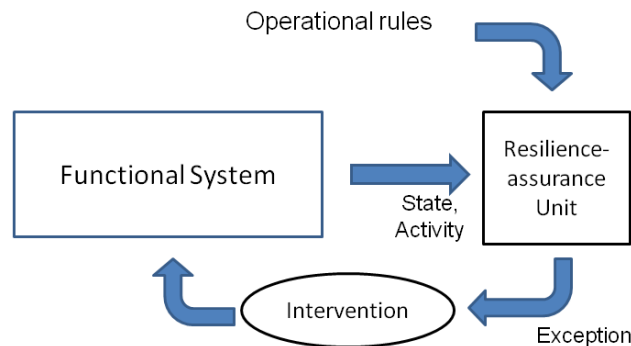 Operational rules
Functional System
State,
Activity
Resilience-
assurance
Unit
Intervention
Exception